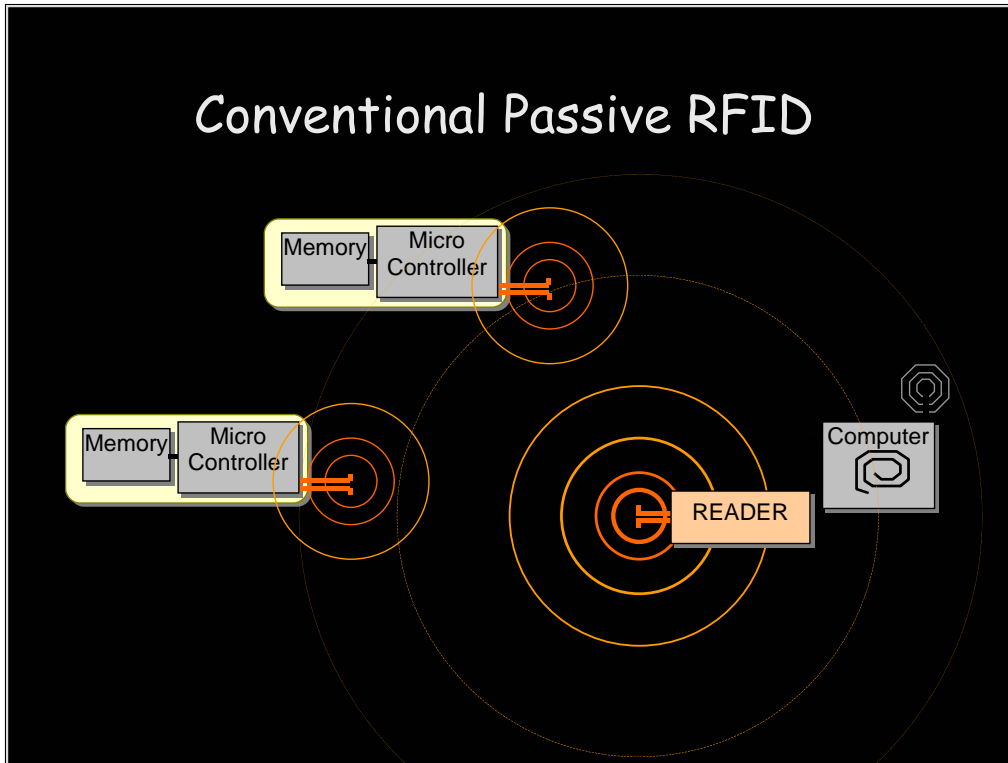 Conventional Passive RFID
Memory
Micro
Controller
Memory
Micro
Controller
Computer
READER